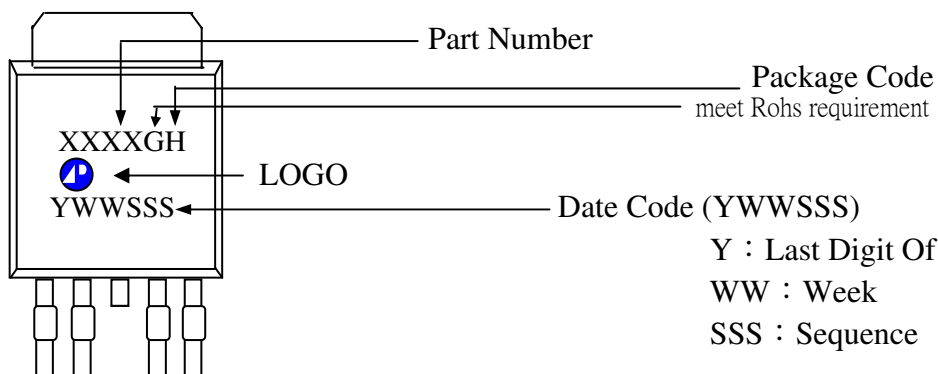 Part Number
Package Code
meet Rohs requirement
XXXXGH
LOGO
YWWSSS
Date Code (YWWSSS)
Y：Last Digit Of
WW：Week
SSS：Sequence